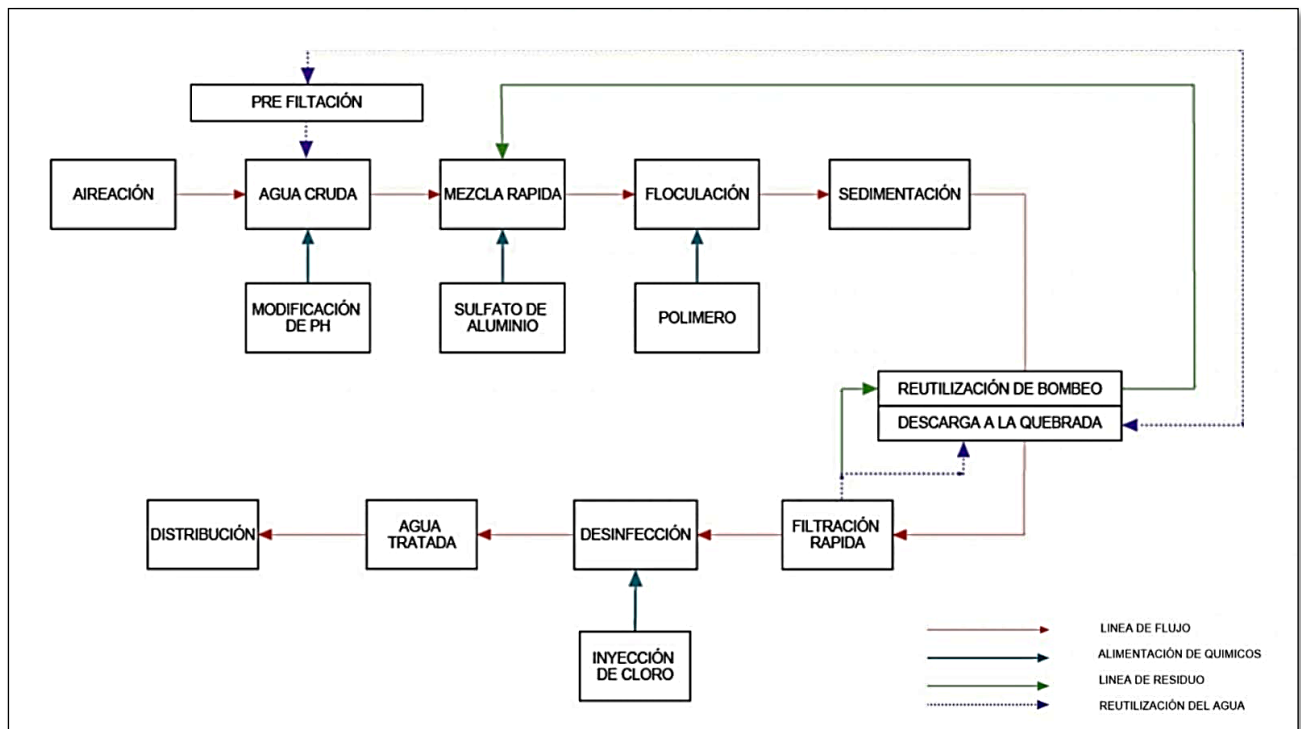 PRE FILTACIÓN
AIREACIÓN
AGUA CRUDA
MEZCLA RAPIDA
FLOCULACIÓN
SEDIMENTACIÓN
MODIFICACIÓN
DE PH
SULFATO DE
ALUMINIO
POLIMERO
REUTILIZACIÓN DE BOMBEO
DESCARGA A LA QUEBRADA
DISTRIBUCIÓN
AGUA
TRATADA
DESINFECCIÓN
FILTRACIÓN
RAPIDA
INYECCIÓN
DE CLORO
LINEA DE FLUJO
ALIMENTACIÓN DE QUIMICOS
LINEA DE RESIDUO
REUTILIZACIÓN DEL AGUA